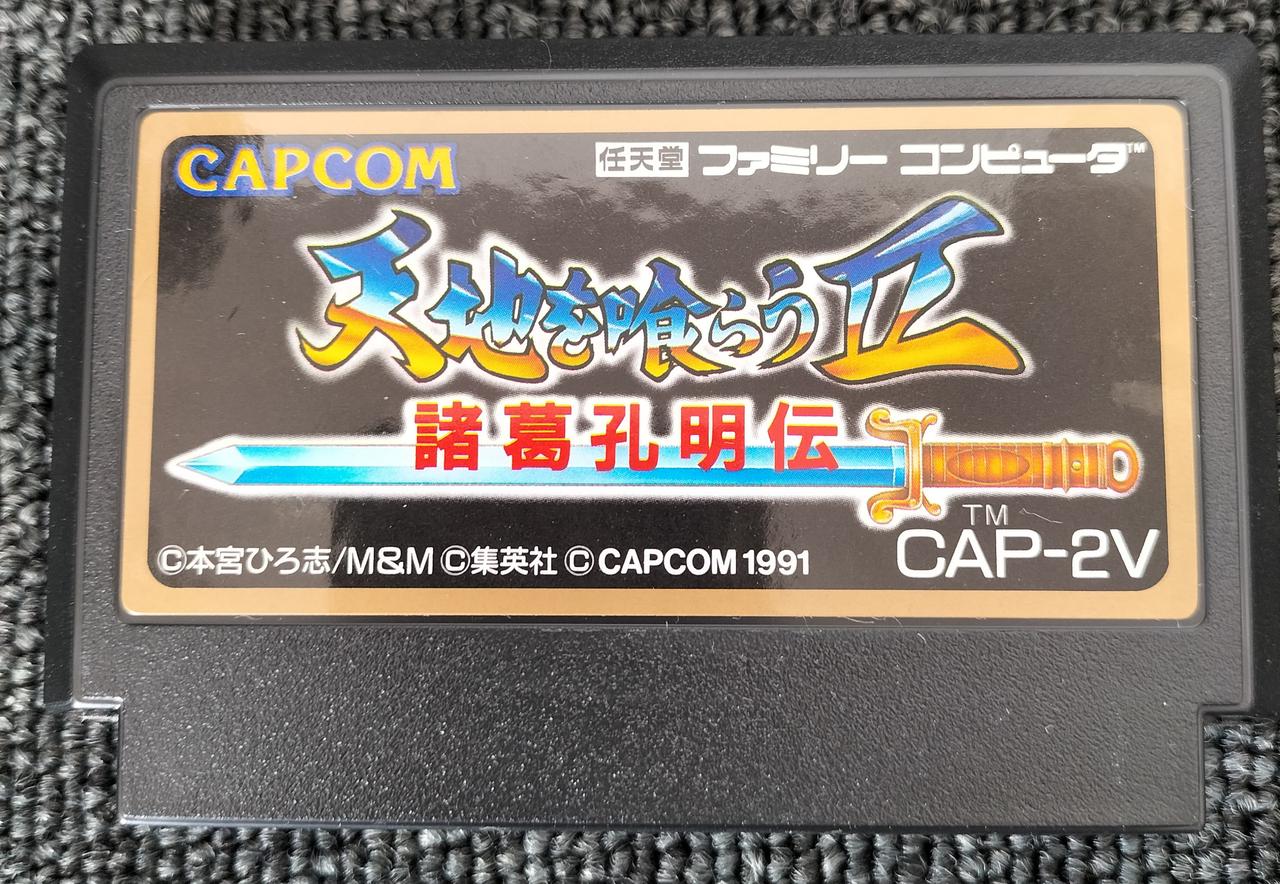 CAPCOM
任天堂 ファミリー コンピュータ™
天地を喰らうII
諸葛孔明伝
TM
CAP-2V
©本宮ひろ志/M&M ©集英社 ©CAPCOM 1991